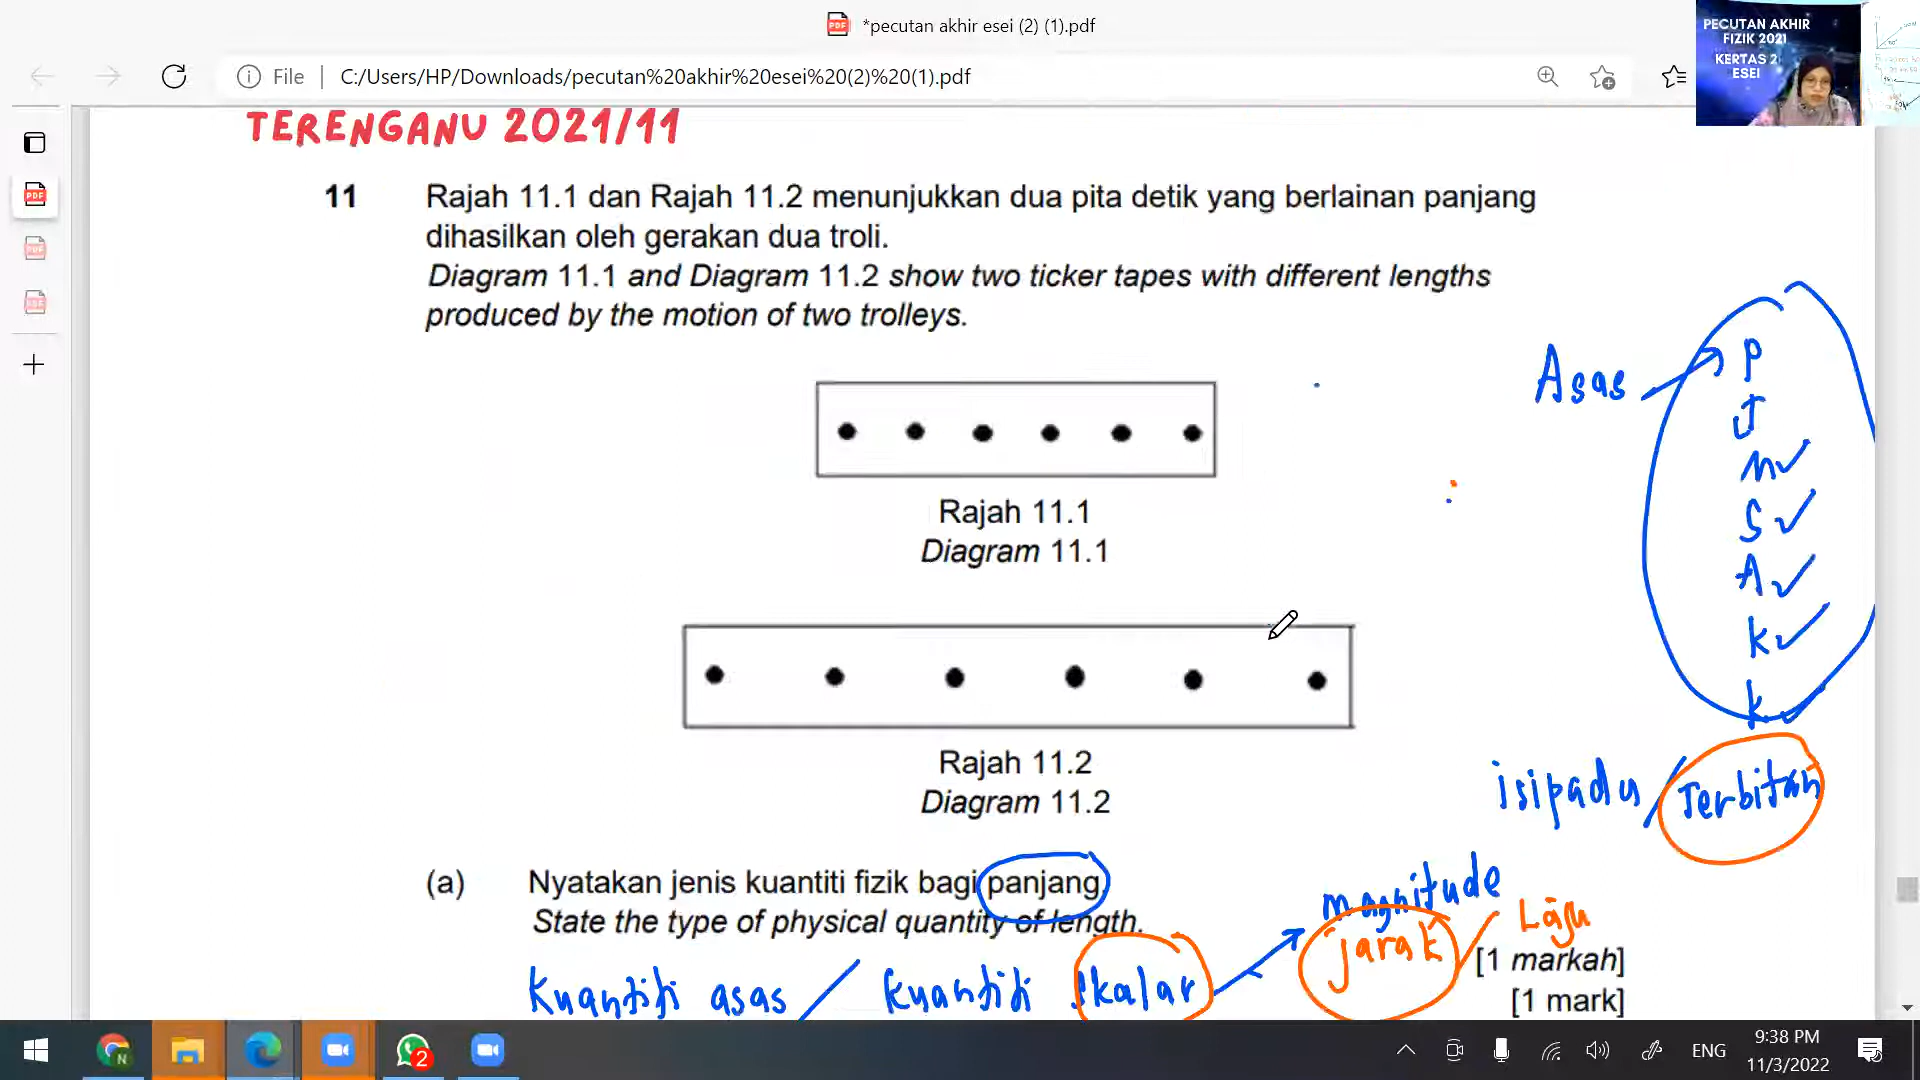 *pecutan akhir esei (2) (1).pdf
File
C:/Users/HP/Downloads/pecutan%20akhir%20esei%20(2)%20(1).pdf
PECUTAN AKHIR
FIZIK 2021
KERTAS 2
ESEI
TERENGANU 2021/11
11 Rajah 11.1 dan Rajah 11.2 menunjukkan dua pita detik yang berlainan panjang
dihasilkan oleh gerakan dua troli.
Diagram 11.1 and Diagram 11.2 show two ticker tapes with different lengths
produced by the motion of two trolleys.
Asas
P
J
M
S
A
K
K
Rajah 11.1
Diagram 11.1
Rajah 11.2
Diagram 11.2
isipadu / Terbitan
(a) Nyatakan jenis kuantiti fizik bagi panjang.
State the type of physical quantity of length.
magnitude
jarak / Laju
[1 markah]
[1 mark]
Kuantiti asas / kuantiti skalar
N
2
ENG
9:38 PM
11/3/2022